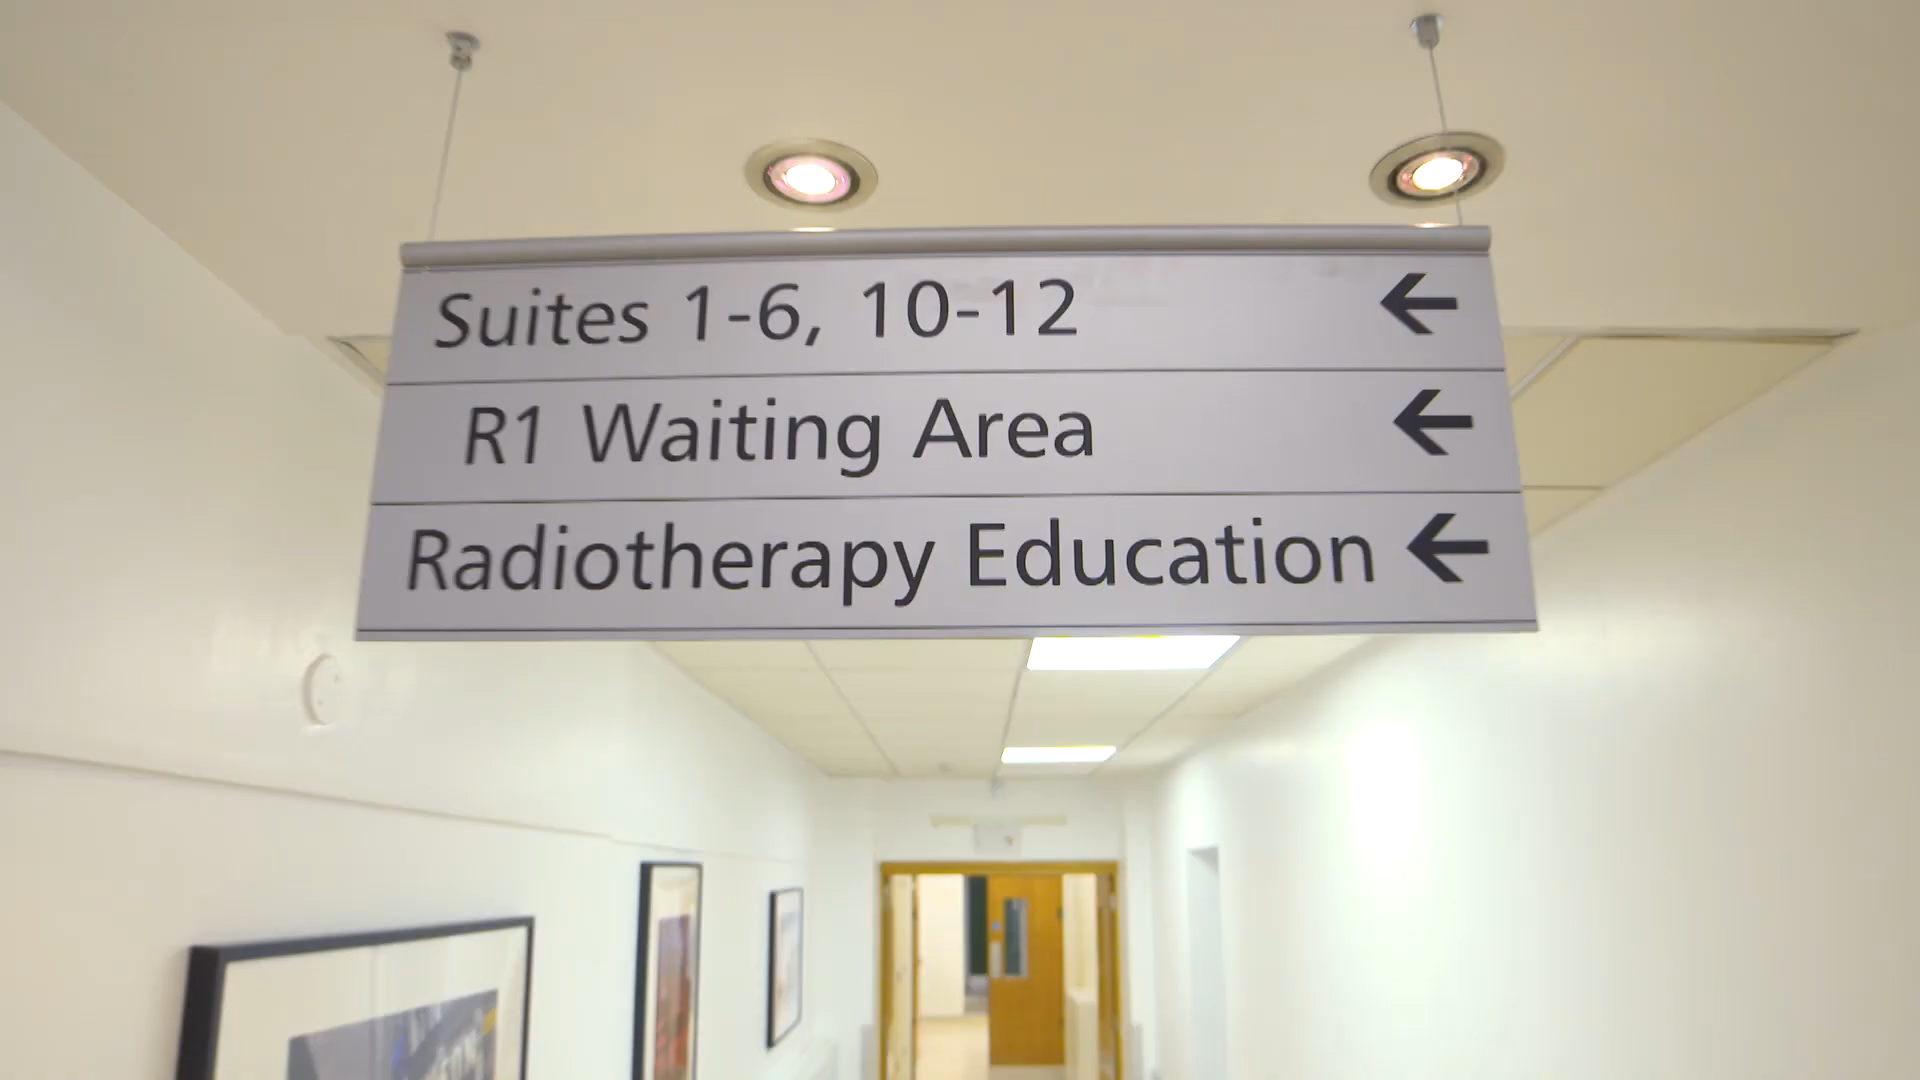 Suites 1-6, 10-12 ←
R1 Waiting Area ←
Radiotherapy Education ←